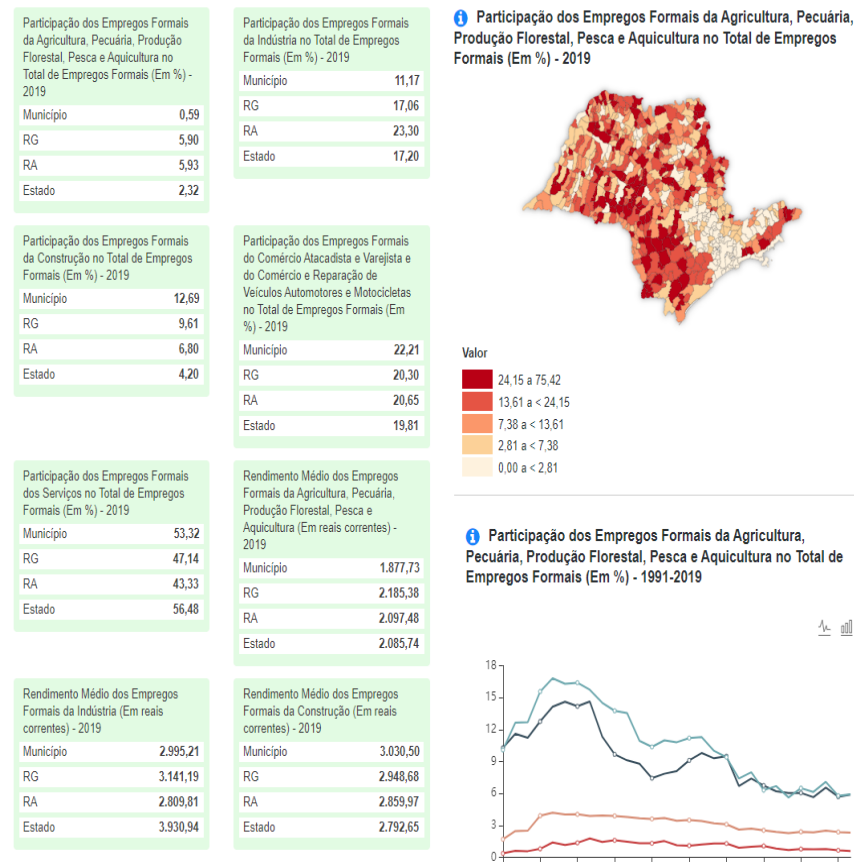 Participação dos Empregos Formais
da Agricultura, Pecuária, Produção
Florestal, Pesca e Aquicultura no
Total de Empregos Formais (Em %) -
2019
Município 0,59
RG 5,90
RA 5,93
Estado 2,32
Participação dos Empregos Formais
da Indústria no Total de Empregos
Formais (Em %) - 2019
Município 11,17
RG 17,06
RA 23,30
Estado 17,20
Participação dos Empregos Formais
da Construção no Total de Empregos
Formais (Em %) - 2019
Município 12,69
RG 9,61
RA 6,80
Estado 4,20
Participação dos Empregos Formais
do Comércio Atacadista e Varejista e
do Comércio e Reparação de
Veículos Automotores e Motocicletas
no Total de Empregos Formais (Em
%) - 2019
Município 22,21
RG 20,30
RA 20,65
Estado 19,81
Participação dos Empregos Formais
dos Serviços no Total de Empregos
Formais (Em %) - 2019
Município 53,32
RG 47,14
RA 43,33
Estado 56,48
Rendimento Médio dos Empregos
Formais da Agricultura, Pecuária,
Produção Florestal, Pesca e
Aquicultura (Em reais correntes) -
2019
Município 1.877,73
RG 2.185,38
RA 2.097,48
Estado 2.085,74
Rendimento Médio dos Empregos
Formais da Indústria (Em reais
correntes) - 2019
Município 2.995,21
RG 3.141,19
RA 2.809,81
Estado 3.930,94
Rendimento Médio dos Empregos
Formais da Construção (Em reais
correntes) - 2019
Município 3.030,50
RG 2.948,68
RA 2.859,97
Estado 2.792,65
i Participação dos Empregos Formais da Agricultura, Pecuária,
Produção Florestal, Pesca e Aquicultura no Total de Empregos
Formais (Em %) - 2019
Valor
24,15 a 75,42
13,61 a < 24,15
7,38 a < 13,61
2,81 a < 7,38
0,00 a < 2,81
i Participação dos Empregos Formais da Agricultura,
Pecuária, Produção Florestal, Pesca e Aquicultura no Total de
Empregos Formais (Em %) - 1991-2019
18
15
12
9
6
3
0